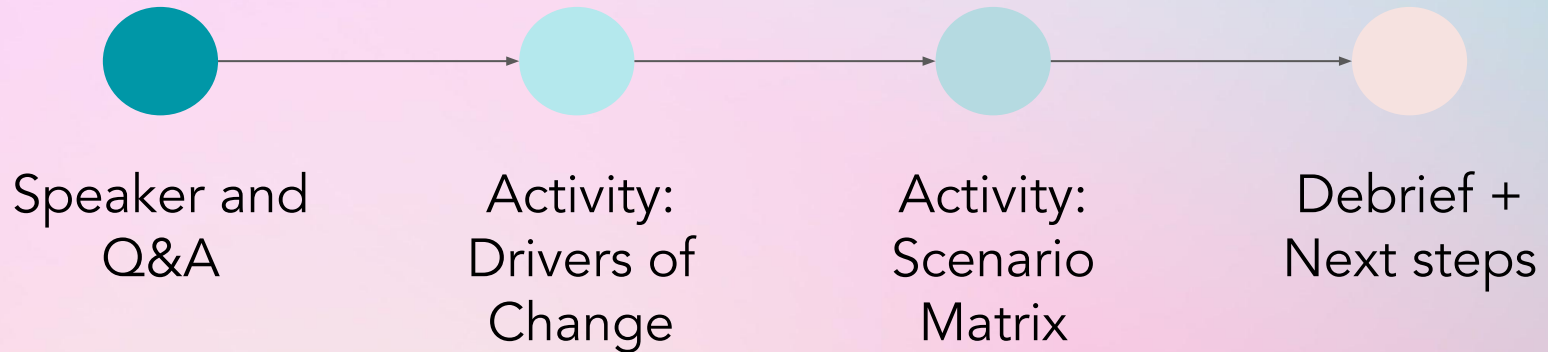 Speaker and
Q&A
Activity:
Drivers of
Change
Activity:
Scenario
Matrix
Debrief +
Next steps